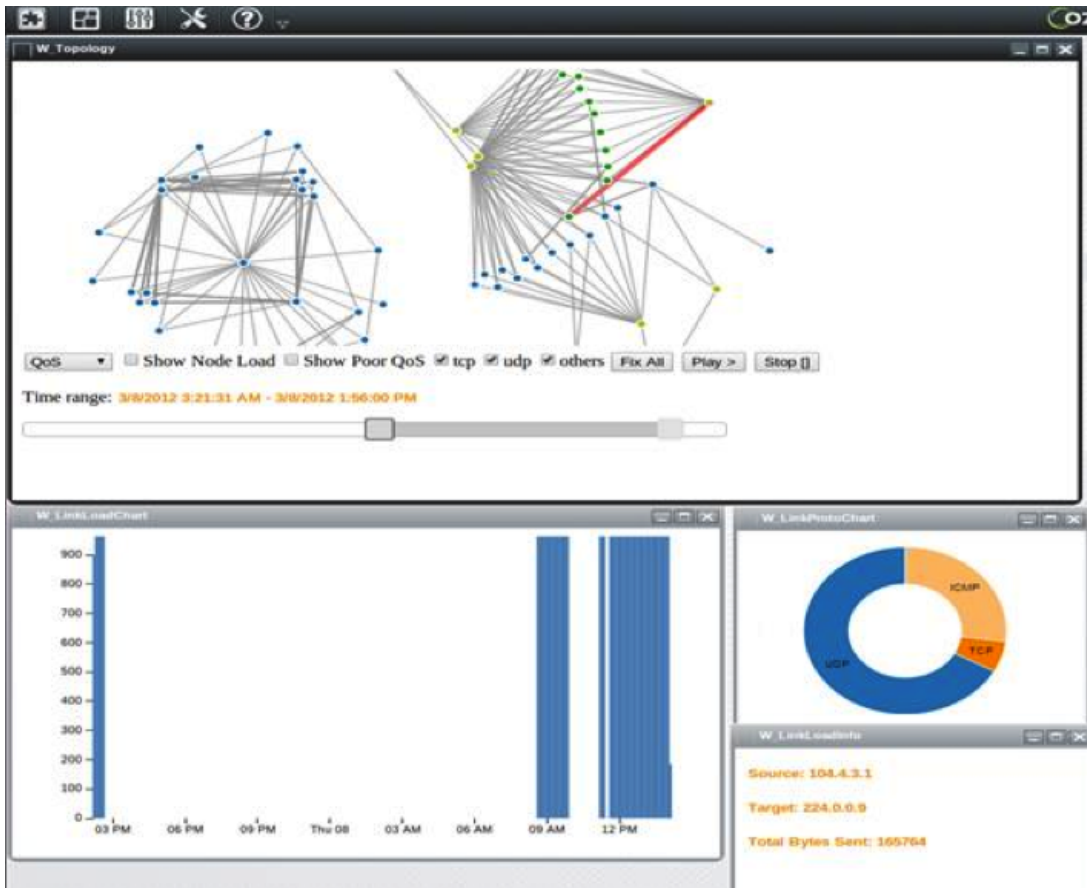 OZ
W_Topology
QoS Show Node Load Show Poor QoS tcp udp others Fix All Play > Stop []
Time range: 3/8/2012 3:21:31 AM - 3/8/2012 1:56:00 PM
W_LinkLoadChart
900
800
700
600
500
400
300
200
100
0
03 PM 06 PM 09 PM Thu 08 03 AM 06 AM 09 AM 12 PM
W_LinkProtoChart
ICMP
TCP
UDP
W_LinkLoadInfo
Source: 104.4.3.1
Target: 224.0.0.9
Total Bytes Sent: 165764